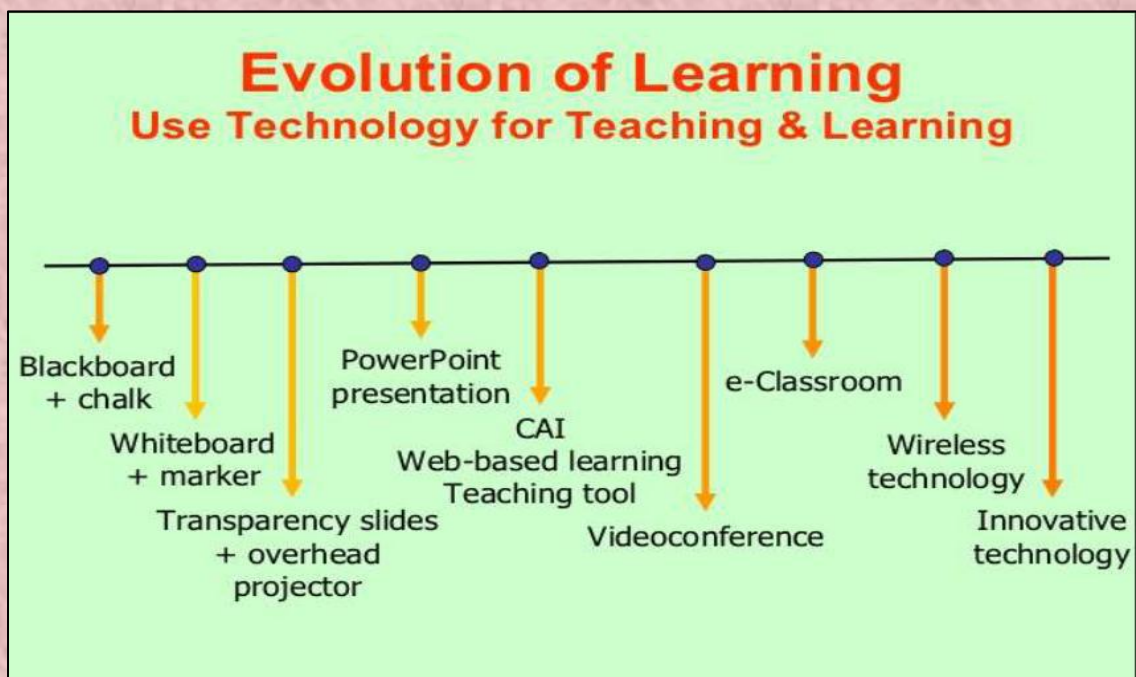 Evolution of Learning
Use Technology for Teaching & Learning
Blackboard
+ chalk
Whiteboard
+ marker
Transparency slides
+ overhead
projector
PowerPoint
presentation
CAI
Web-based learning
Teaching tool
Videoconference
e-Classroom
Wireless
technology
Innovative
technology